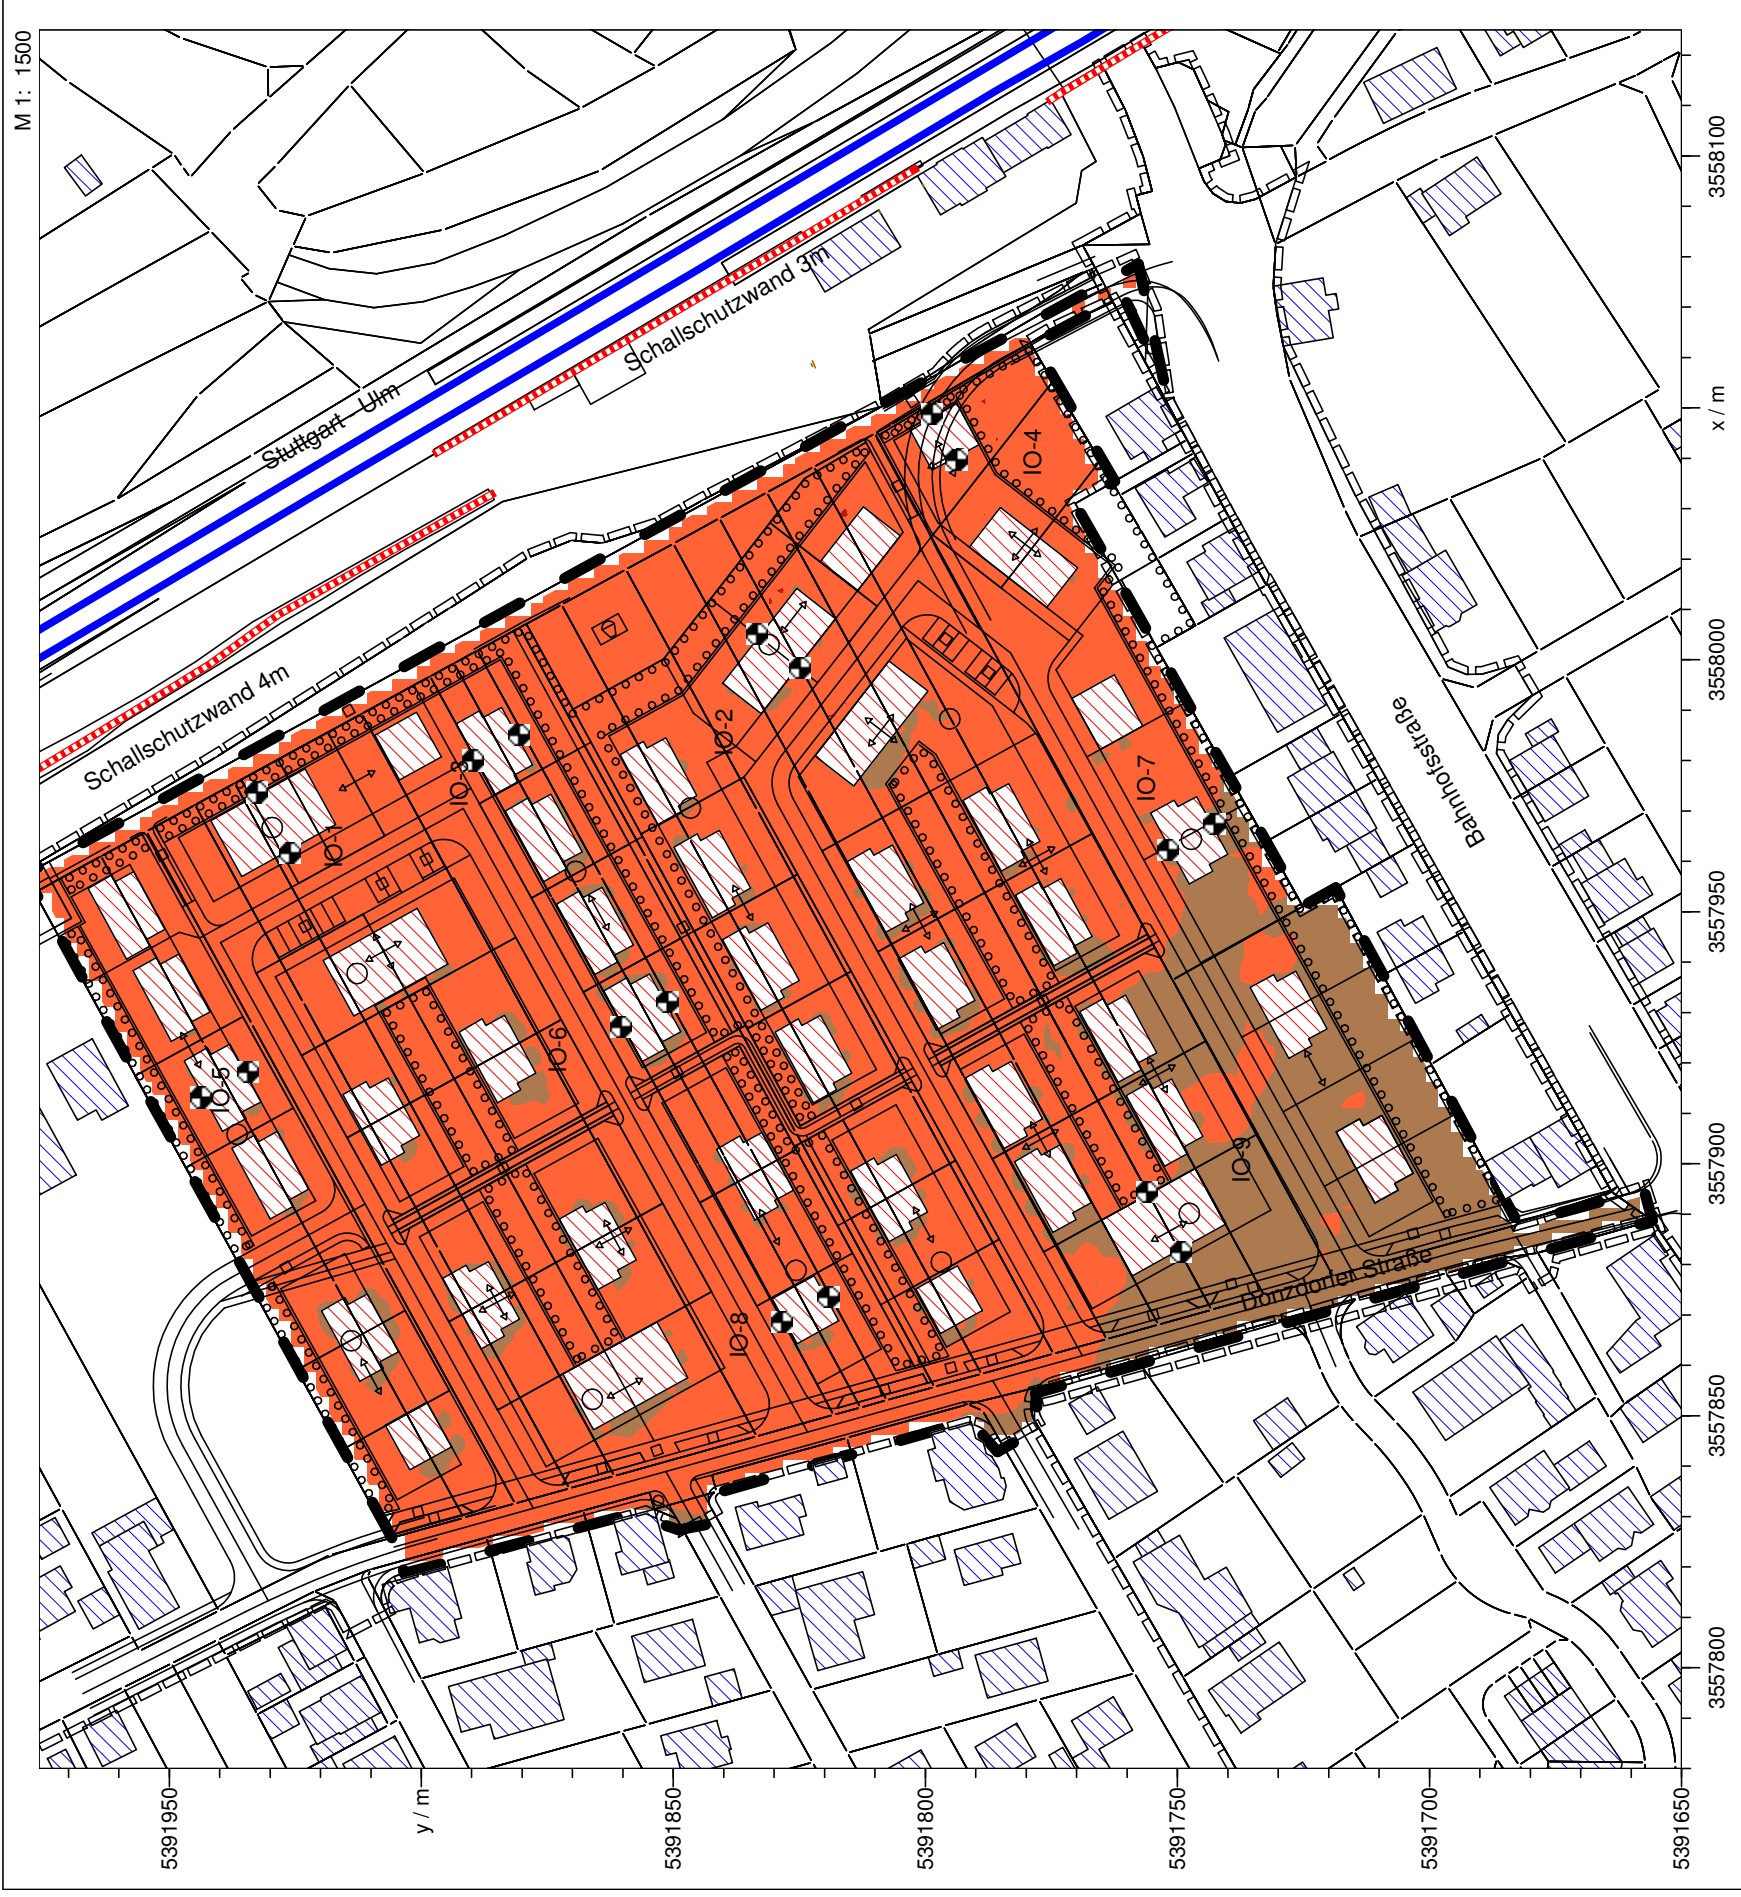 M 1: 1500
Stuttgart - Ulm
Schallschutzwand 3m
Schallschutzwand 4m
IO-1
IO-2
IO-3
IO-4
IO-5
IO-6
IO-7
IO-8
IO-9
Bahnhofsstraße
Donzdorfer Straße
3558100
x / m
3558000
3557950
3557900
3557850
3557800
5391950
y / m
5391850
5391800
5391750
5391700
5391650